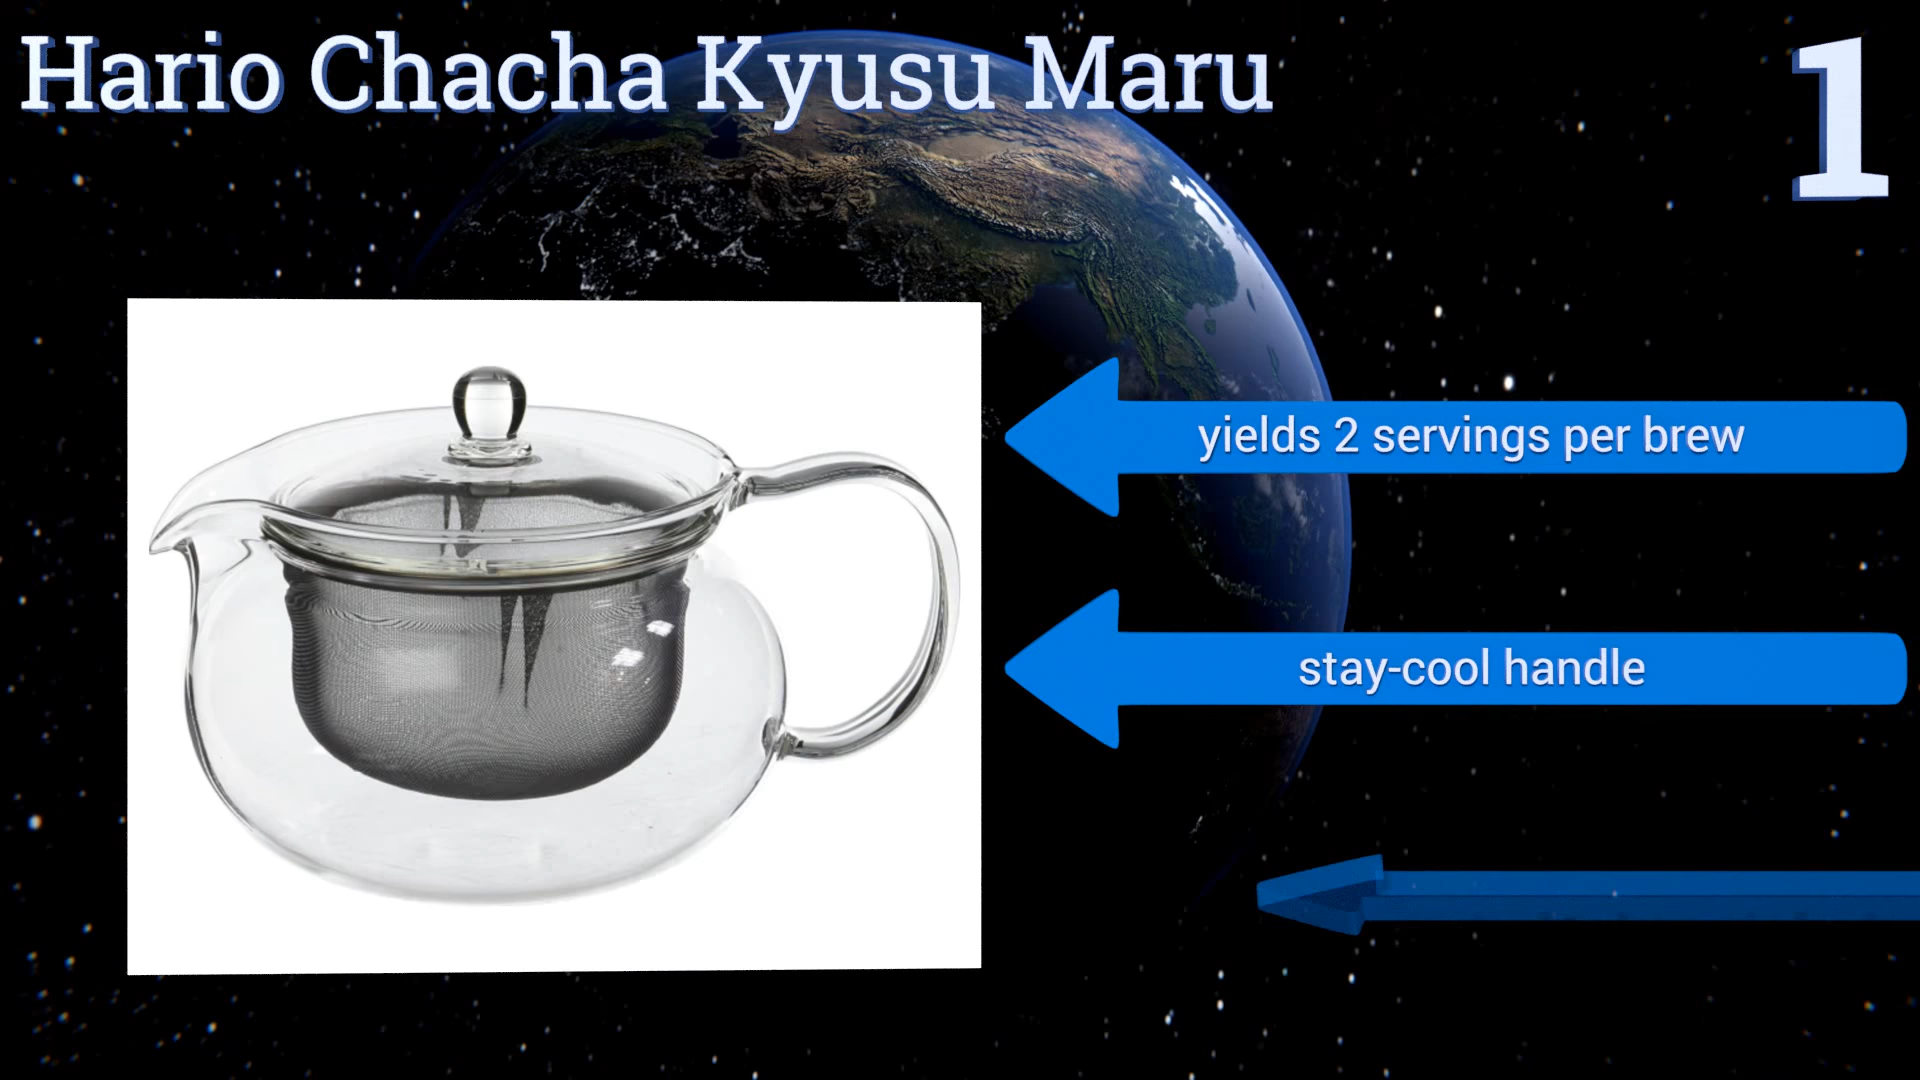 Hario Chacha Kyusu Maru
1
yields 2 servings per brew
stay-cool handle